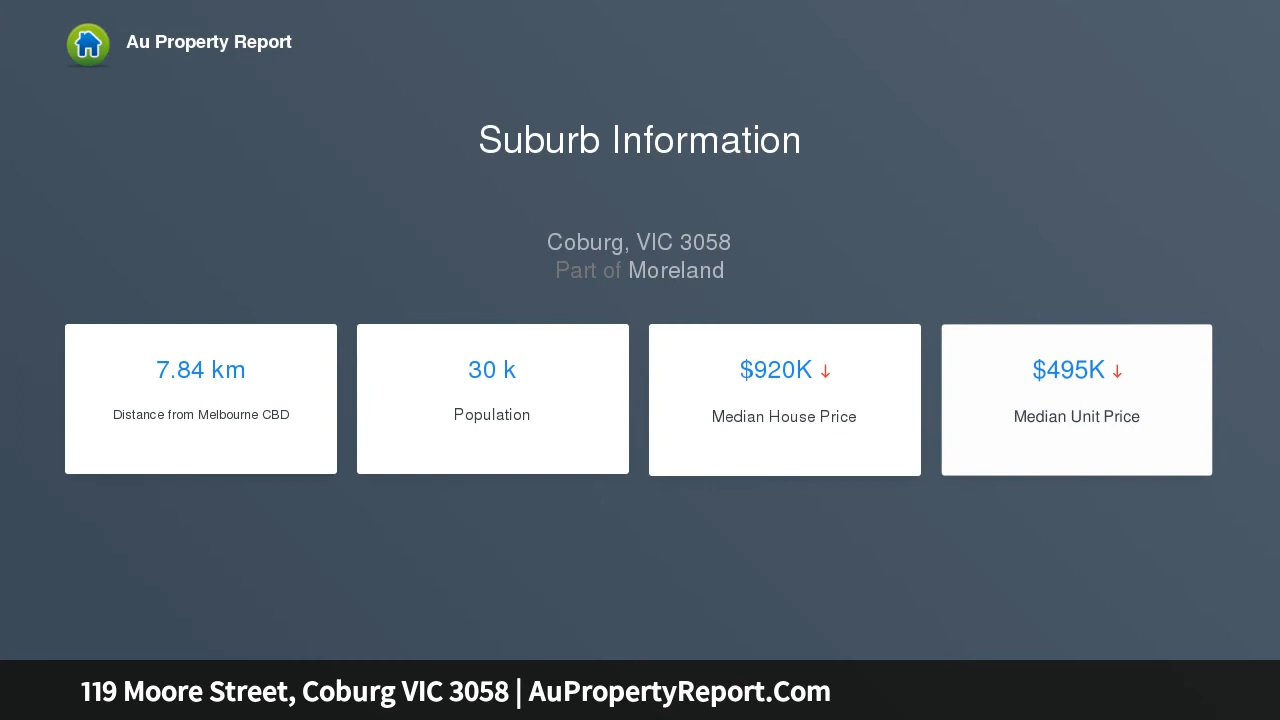 Au Property Report
Suburb Information
Coburg, VIC 3058
Part of Moreland
7.84 km
Distance from Melbourne CBD
30 k
Population
$920K ↓
Median House Price
$495K ↓
Median Unit Price
119 Moore Street, Coburg VIC 3058 | AuPropertyReport.Com